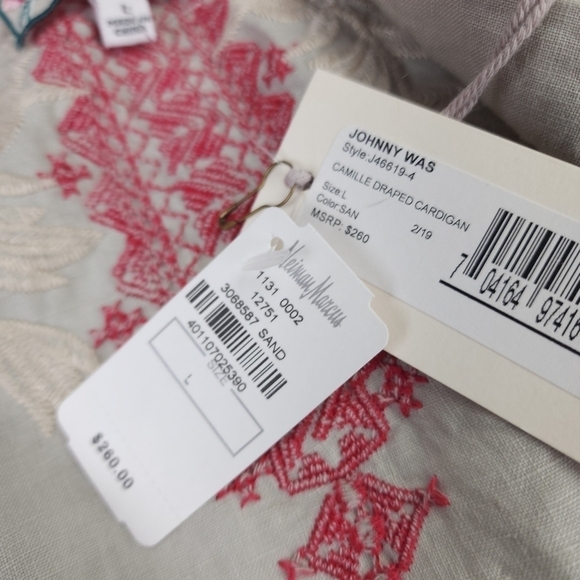 L
JOHNNY WAS
Style:J46619-4
CAMILLE DRAPED CARDIGAN
Size:L
Color:SAN 2/19
MSRP: $260
7 04164 97416
Neiman Marcus
1131 0002
12751
3068587 SAND
401107025390
SIZE
L
$260.00